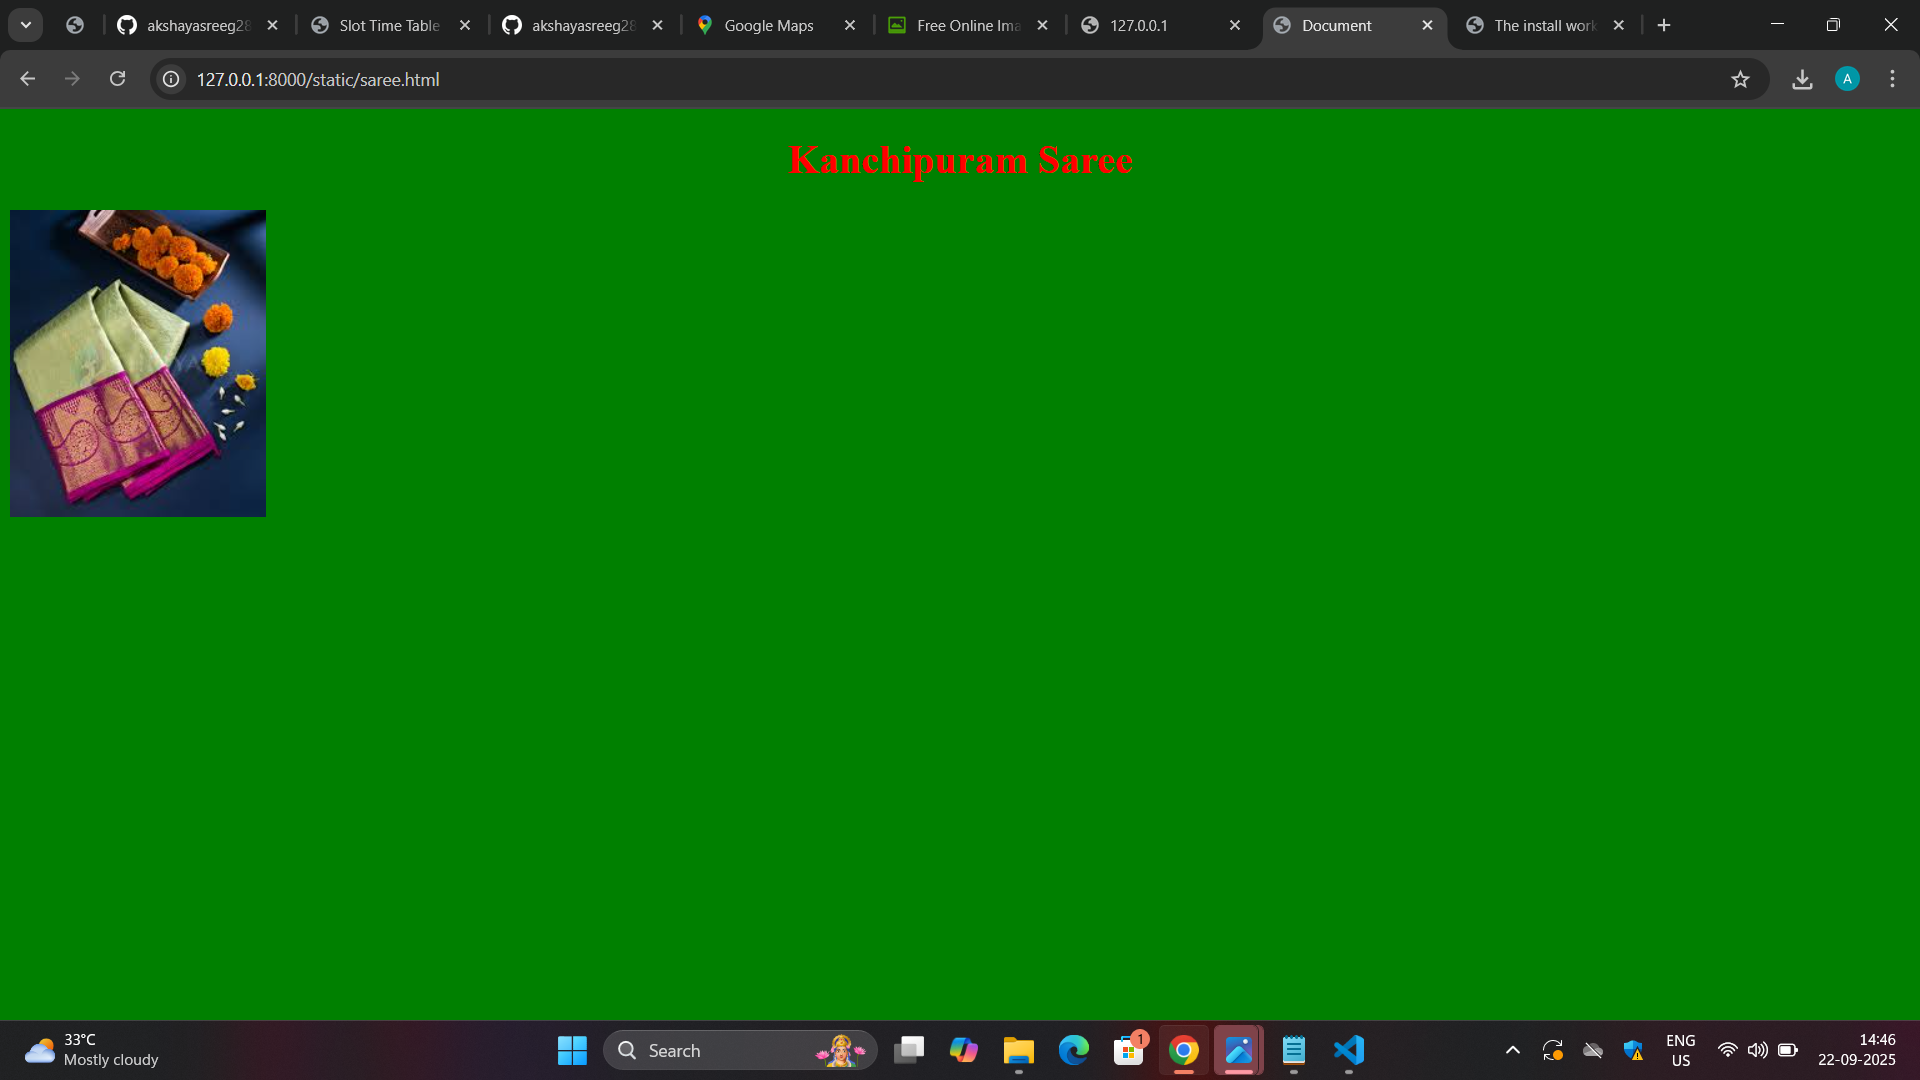 akshayasreeg28
Slot Time Table
akshayasreeg28
Google Maps
Free Online Ima
127.0.0.1
Document
The install work
127.0.0.1:8000/static/saree.html
A
Kanchipuram Saree
33°C
Mostly cloudy
Search
1
ENG
US
14:46
22-09-2025